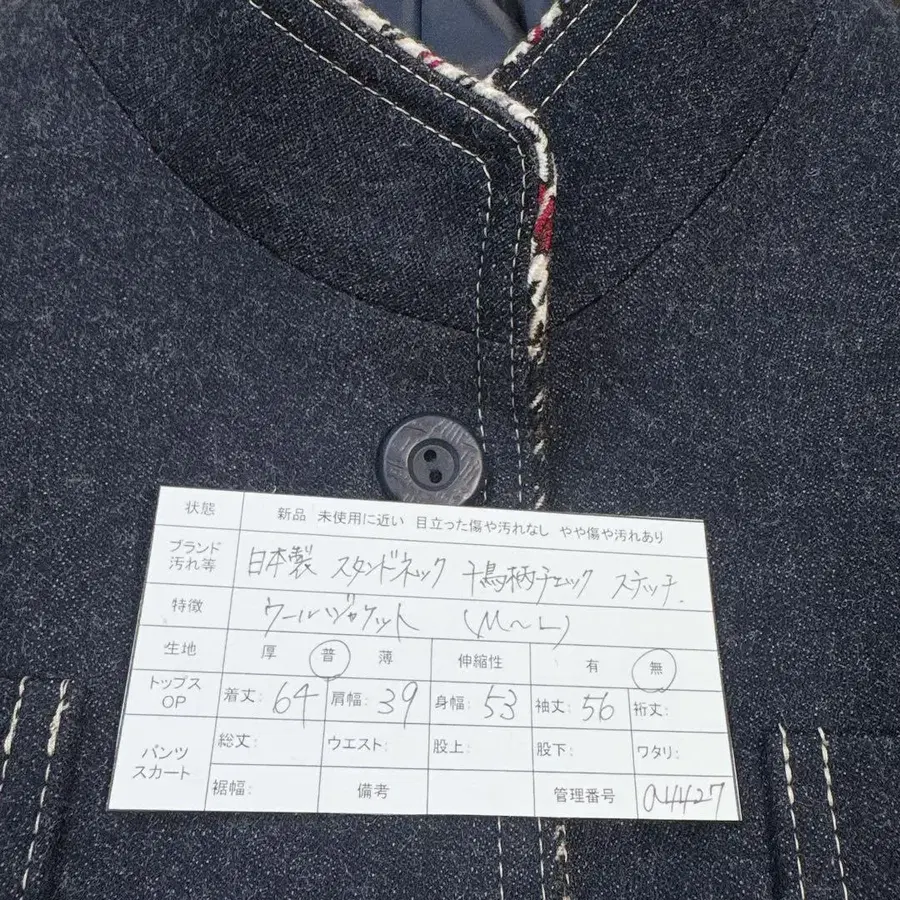 状態 新品 未使用に近い 目立った傷や汚れなし やや傷や汚れあり
ブランド 日本製 スタンドネック 千鳥柄チェック ステッチ
汚れ等
特徴 ウールジャケット (M〜L)
生地 厚 普 薄 伸縮性 有 無
トップス 着丈: 64 肩幅: 39 身幅: 53 袖丈: 56 裄丈:
OP
パンツ 総丈: ウエスト: 股上: 股下: ワタリ:
スカート 裾幅: 備考 管理番号 a4427